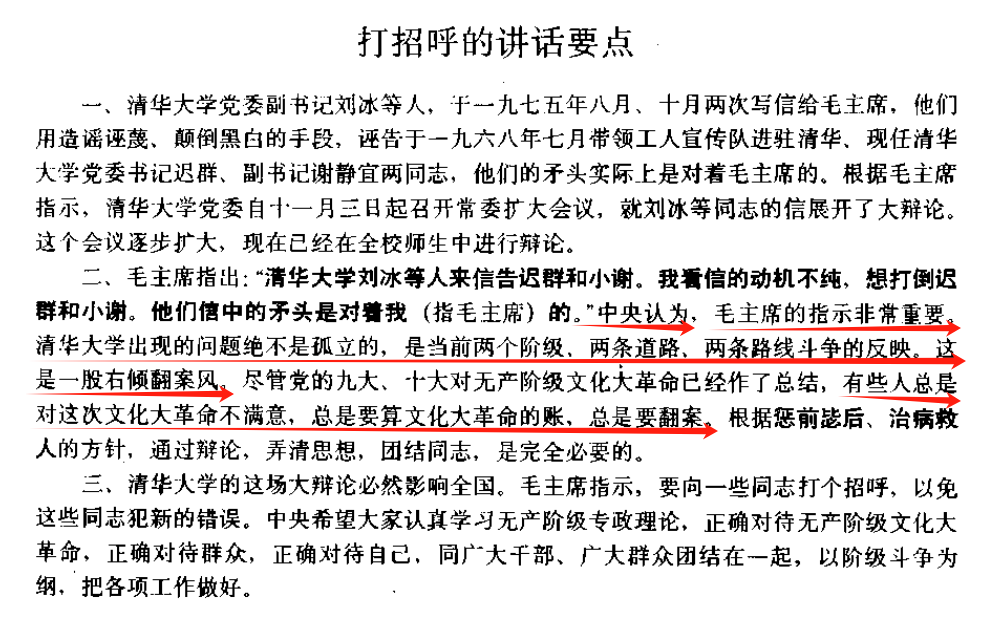 打招呼的讲话要点
一、清华大学党委副书记刘冰等人，于一九七五年八月、十月两次写信给毛主席，他们
用造谣诬蔑、颠倒黑白的手段，诬告于一九六八年七月带领工人宣传队进驻清华、现任清华
大学党委书记迟群、副书记谢静宜两同志，他们的矛头实际上是对着毛主席的。根据毛主席
指示，清华大学党委自十一月三日起召开常委扩大会议，就刘冰等同志的信展开了大辩论。
这个会议逐步扩大，现在已经在全校师生中进行辩论。
二、毛主席指出：“清华大学刘冰等人来信告迟群和小谢。我看信的动机不纯，想打倒迟
群和小谢。他们信中的矛头是对着我（指毛主席）的。”中央认为，毛主席的指示非常重要。
清华大学出现的问题绝不是孤立的，是当前两个阶级、两条道路、两条路线斗争的反映。这
是一股右倾翻案风。尽管党的九大、十大对无产阶级文化大革命已经作了总结，有些人总是
对这次文化大革命不满意，总是要算文化大革命的账，总是要翻案。根据惩前毖后、治病救
人的方针，通过辩论，弄清思想，团结同志，是完全必要的。
三、清华大学的这场大辩论必然影响全国。毛主席指示，要向一些同志打个招呼，以免
这些同志犯新的错误。中央希望大家认真学习无产阶级专政理论，正确对待无产阶级文化大
革命，正确对待群众，正确对待自己，同广大干部、广大群众团结在一起，以阶级斗争为
纲，把各项工作做好。